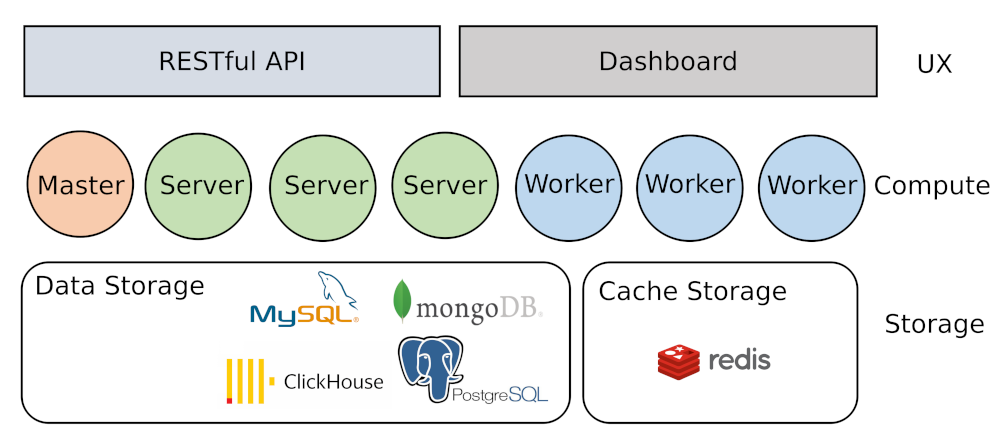 RESTful API
Dashboard
UX
Master
Server
Server
Server
Worker
Worker
Worker
Compute
Data Storage
MySQL®
mongoDB®
ClickHouse
PostgreSQL
Cache Storage
redis
Storage